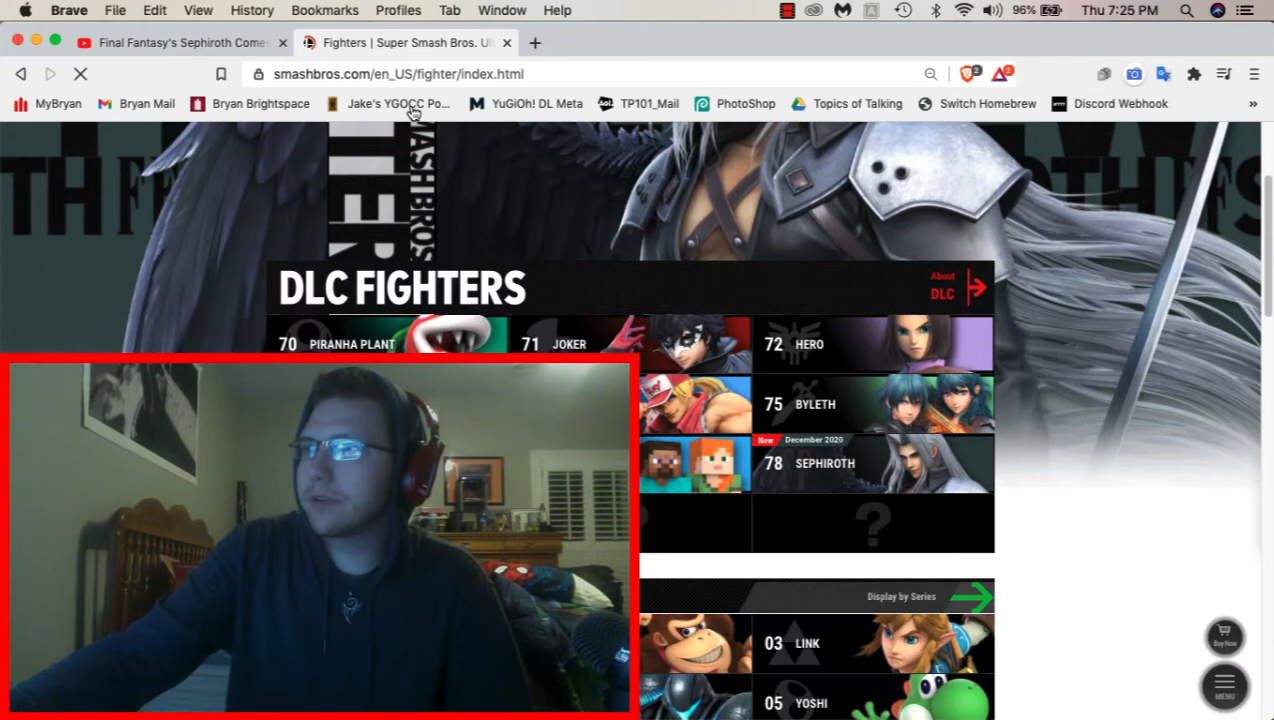 Brave File Edit View History Bookmarks Profiles Tab Window Help 96% Thu 7:25 PM
Final Fantasy's Sephiroth Comes Fighters | Super Smash Bros. Ul
smashbros.com/en_US/fighter/index.html
MyBryan Bryan Mail Bryan Brightspace Jake's YGOCC Po... YuGiOh! DL Meta TP101_Mail PhotoShop Topics of Talking Switch Homebrew Discord Webhook »
DLC FIGHTERS
About
DLC
70 PIRANHA PLANT 71 JOKER 72 HERO
75 BYLETH
New December 2020
78 SEPHIROTH
?
Display by Series
03 LINK
05 YOSHI
Buy Now
MENU